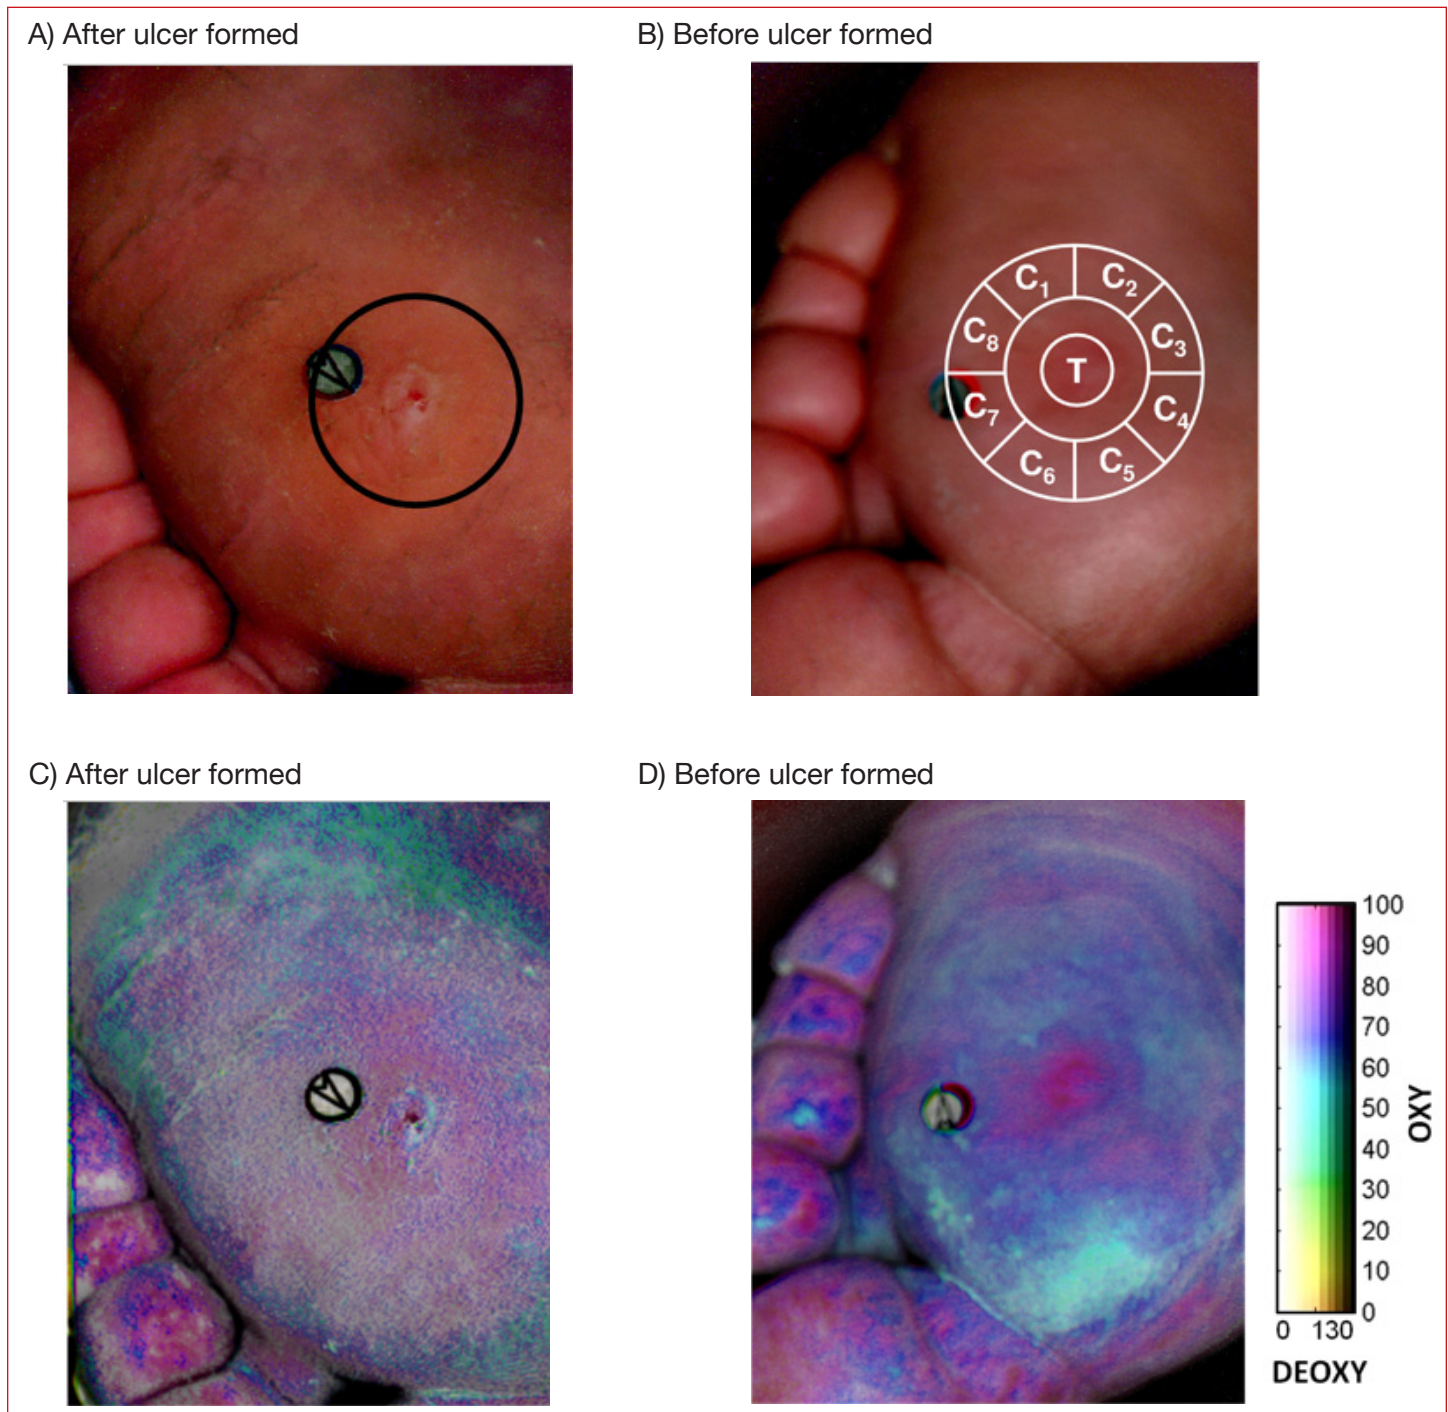 A) After ulcer formed
B) Before ulcer formed
C₁
C₂
C₈
C₃
T
C₇
C₄
C₆
C₅
C) After ulcer formed
D) Before ulcer formed
100
90
80
70
60
50
40
30
20
10
0
OXY
0 130
DEOXY